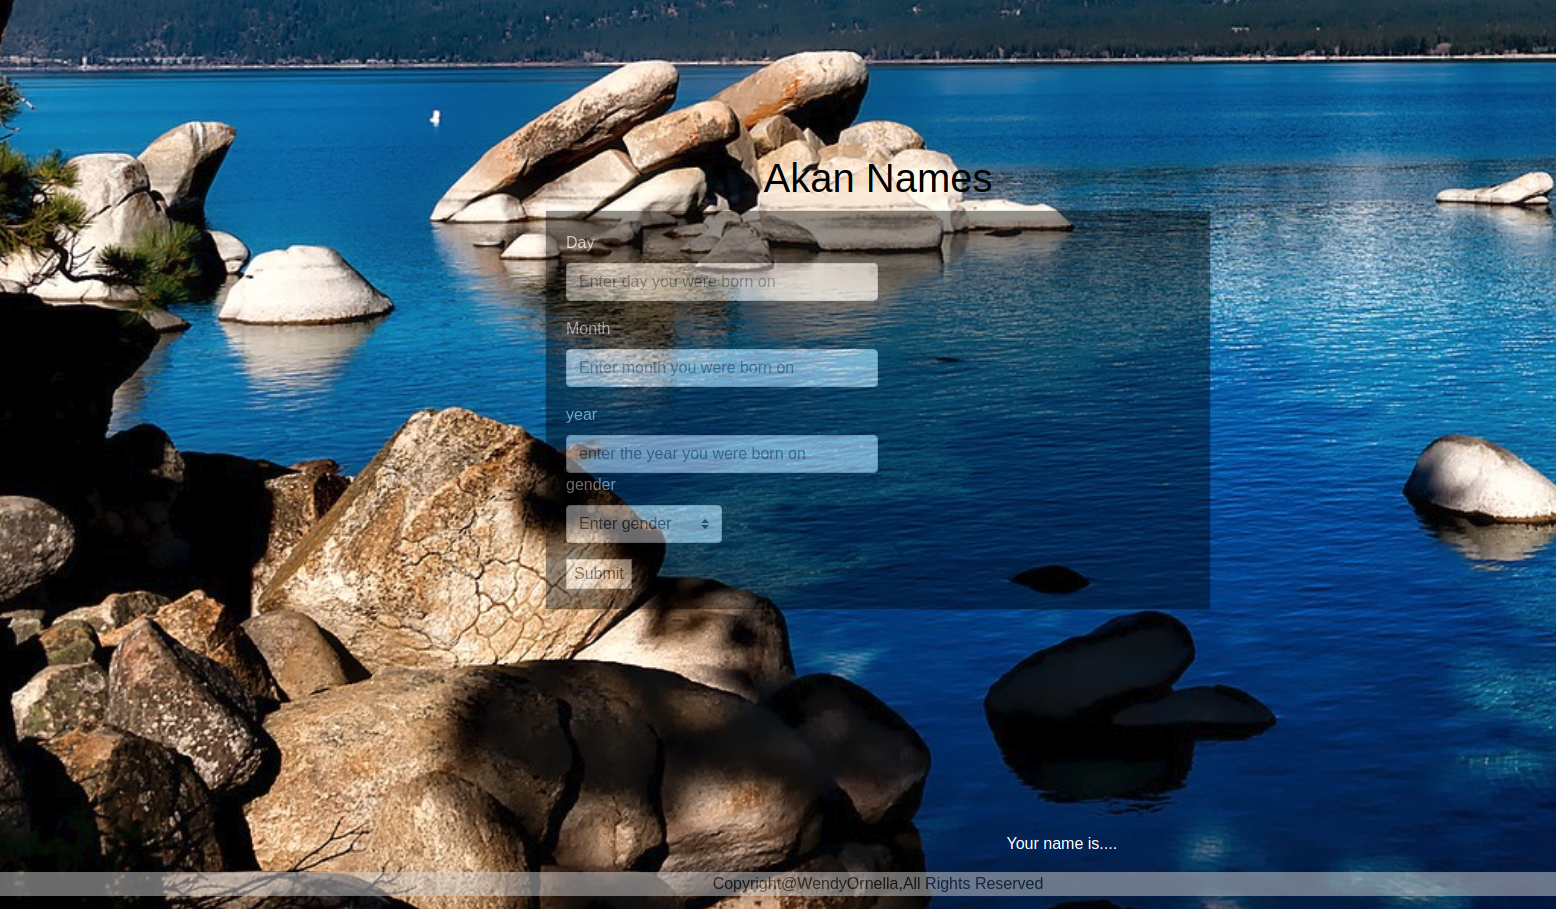 Akan Names
Day
Enter day you were born on
Month
Enter month you were born on
year
enter the year you were born on
gender
Enter gender
Submit
Your name is....
Copyright@WendyOrnella,All Rights Reserved